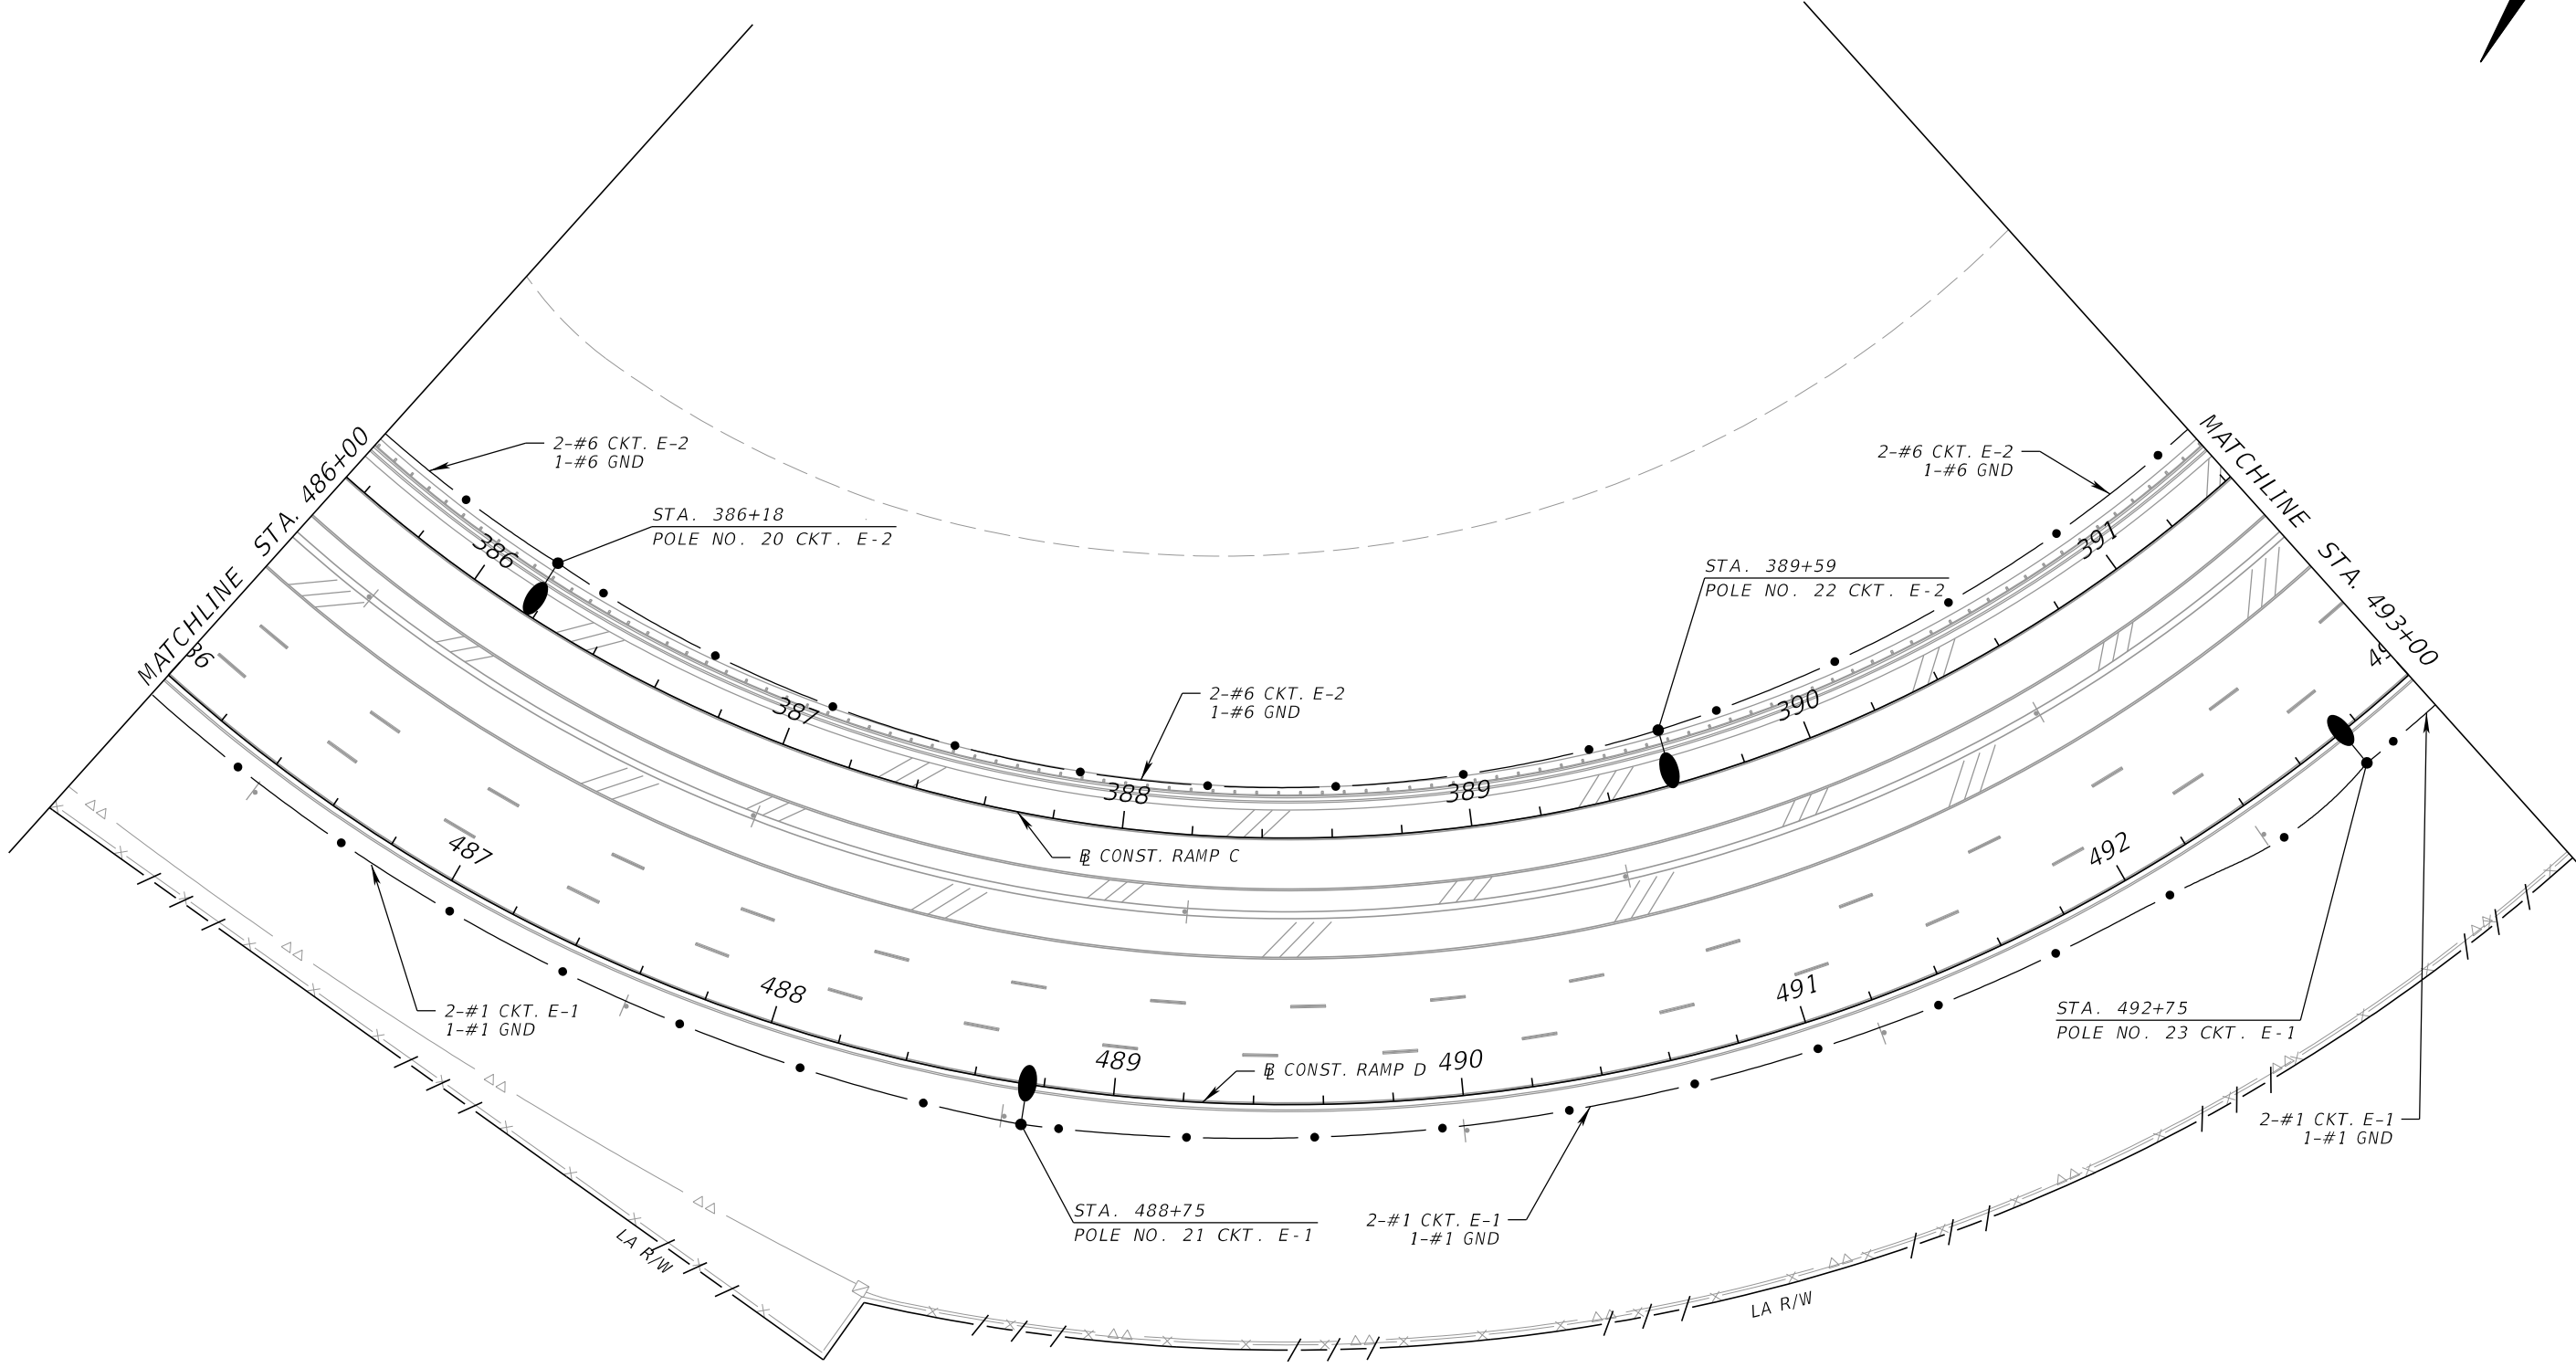 MATCHLINE STA. 486+00
2-#6 CKT. E-2
1-#6 GND
STA. 386+18
POLE NO. 20 CKT. E-2
386
387
388
389
390
391
2-#6 CKT. E-2
1-#6 GND
STA. 389+59
POLE NO. 22 CKT. E-2
2-#6 CKT. E-2
1-#6 GND
MATCHLINE STA. 493+00
BL CONST. RAMP C
487
488
489
490
491
492
2-#1 CKT. E-1
1-#1 GND
BL CONST. RAMP D
STA. 488+75
POLE NO. 21 CKT. E-1
2-#1 CKT. E-1
1-#1 GND
STA. 492+75
POLE NO. 23 CKT. E-1
2-#1 CKT. E-1
1-#1 GND
LA R/W
LA R/W